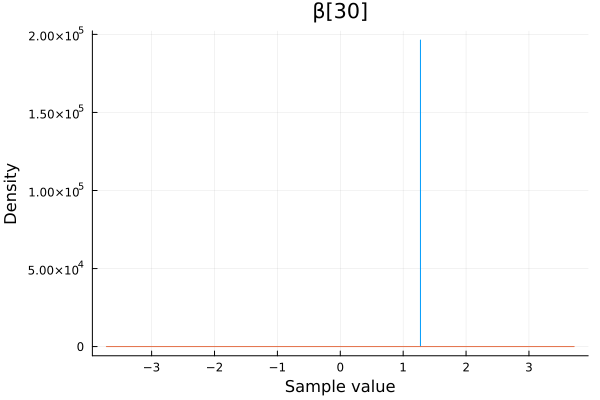 β[30]
2.00×10⁵
1.50×10⁵
1.00×10⁵
5.00×10⁴
0
Density
−3 −2 −1 0 1 2 3
Sample value